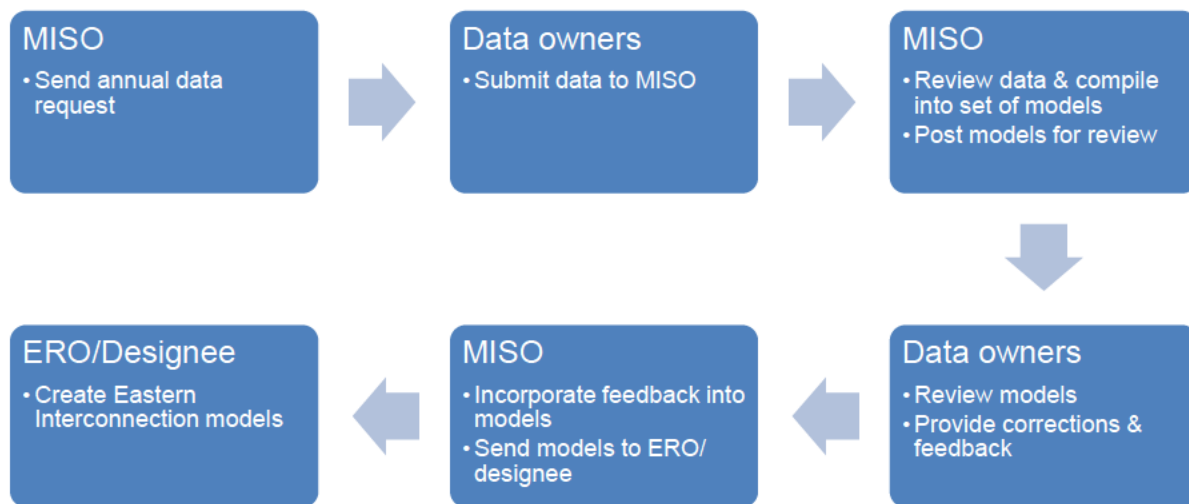 MISO
• Send annual data
request
Data owners
• Submit data to MISO
MISO
• Review data & compile
into set of models
• Post models for review
Data owners
• Review models
• Provide corrections &
feedback
MISO
• Incorporate feedback into
models
• Send models to ERO/
designee
ERO/Designee
• Create Eastern
Interconnection models